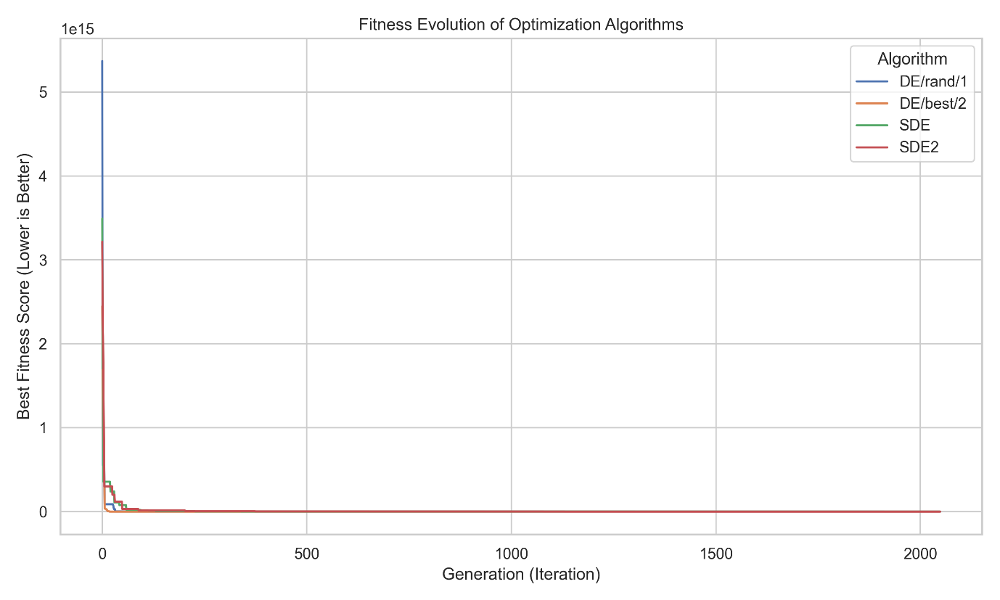 Fitness Evolution of Optimization Algorithms
1e15
Algorithm
DE/rand/1
DE/best/2
SDE
SDE2
Best Fitness Score (Lower is Better)
5
4
3
2
1
0
0 500 1000 1500 2000
Generation (Iteration)